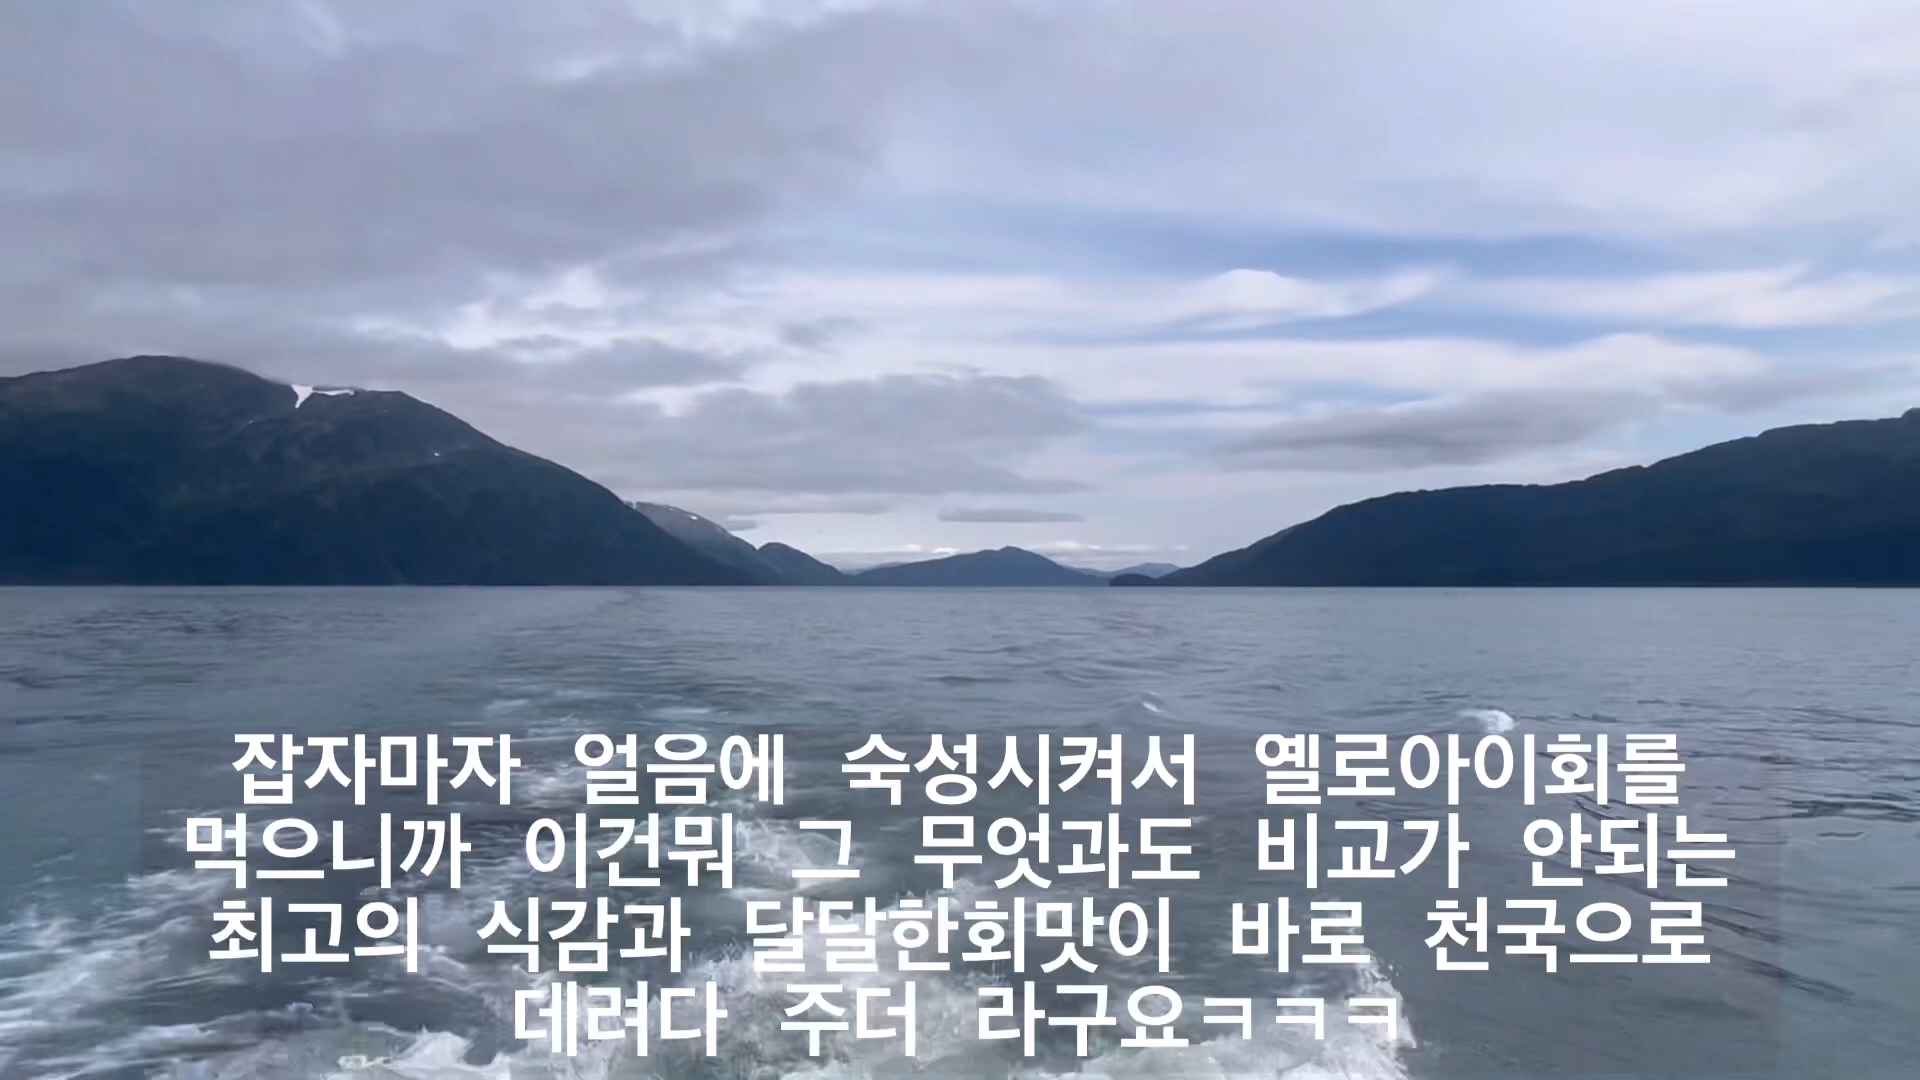 잡자마자 얼음에 숙성시켜서 옐로아이회를
먹으니까 이건뭐 그 무엇과도 비교가 안되는
최고의 식감과 달달한회맛이 바로 천국으로
데려다 주더 라구요ㅋㅋㅋ